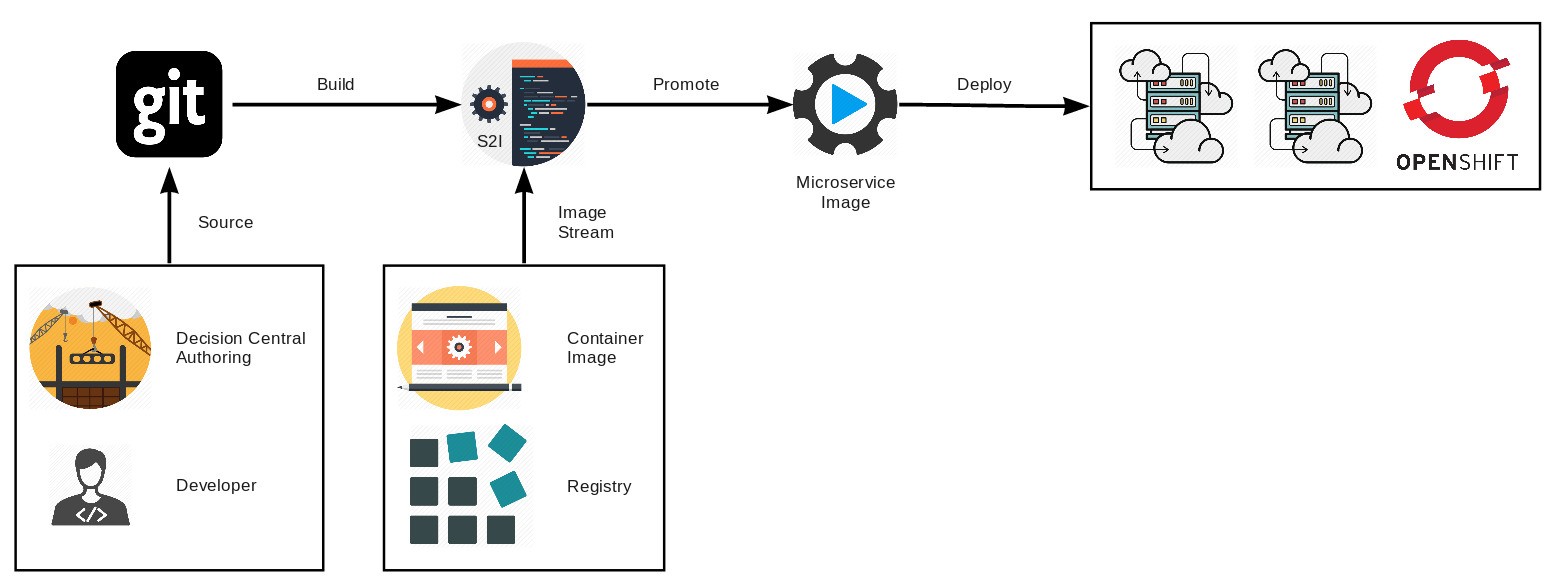 git
Build
S2I
Promote
Microservice
Image
Deploy
OPENSHIFT
Source
Image
Stream
Decision Central
Authoring
Developer
</>
Container
Image
Registry